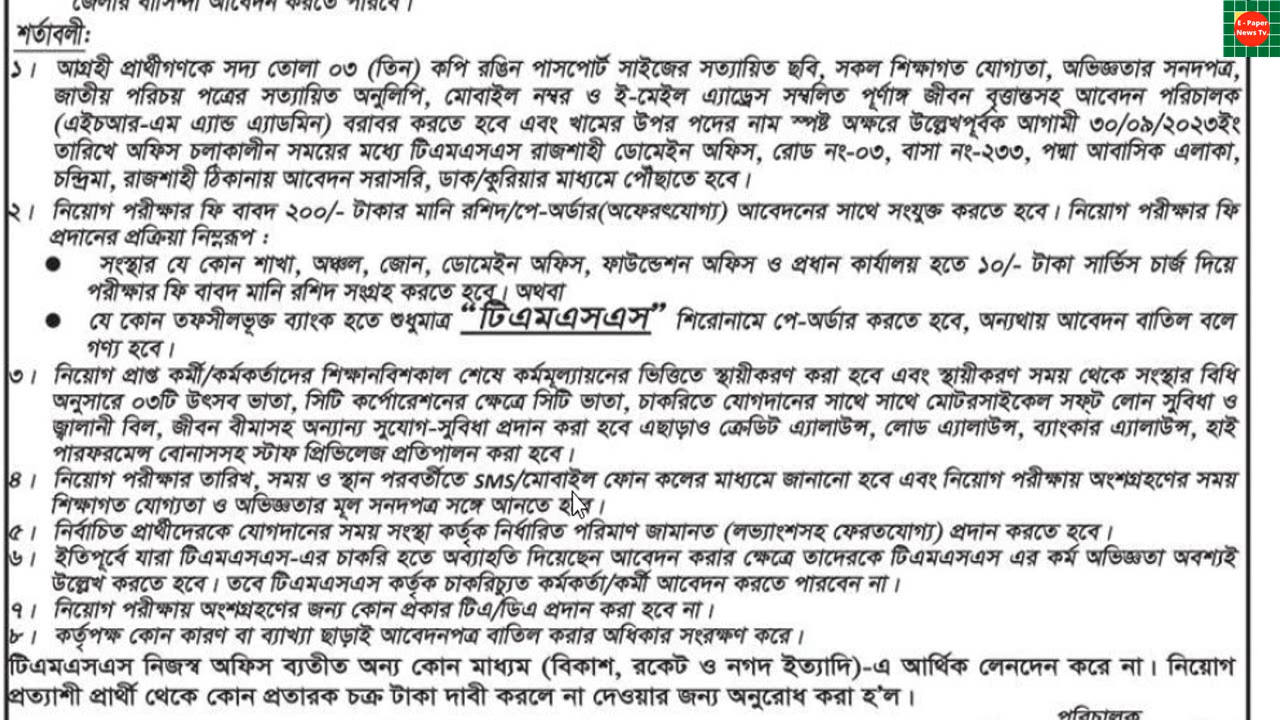 জেলার বাসিন্দা আবেদন করতে পারবে।
E - Paper
News Tv.
শর্তাবলী:
১। আগ্রহী প্রার্থীগণকে সদ্য তোলা ০৩ (তিন) কপি রঙিন পাসপোর্ট সাইজের সত্যায়িত ছবি, সকল শিক্ষাগত যোগ্যতা, অভিজ্ঞতার সনদপত্র,
জাতীয় পরিচয় পত্রের সত্যায়িত অনুলিপি, মোবাইল নম্বর ও ই-মেইল এ্যাড্রেস সম্বলিত পূর্ণাঙ্গ জীবন বৃত্তান্তসহ আবেদন পরিচালক
(এইচআর-এম এ্যান্ড এ্যাডমিন) বরাবর করতে হবে এবং খামের উপর পদের নাম স্পষ্ট অক্ষরে উল্লেখপূর্বক আগামী ৩০/০৯/২০২৩ইং
তারিখে অফিস চলাকালীন সময়ের মধ্যে টিএমএসএস রাজশাহী ডোমেইন অফিস, রোড নং-০৩, বাসা নং-২৩৩, পদ্মা আবাসিক এলাকা,
চন্দ্রিমা, রাজশাহী ঠিকানায় আবেদন সরাসরি, ডাক/কুরিয়ার মাধ্যমে পৌঁছাতে হবে।
২। নিয়োগ পরীক্ষার ফি বাবদ ২০০/- টাকার মানি রশিদ/পে-অর্ডার(অফেরৎযোগ্য) আবেদনের সাথে সংযুক্ত করতে হবে। নিয়োগ পরীক্ষার ফি
প্রদানের প্রক্রিয়া নিম্নরূপ :
● সংস্থার যে কোন শাখা, অঞ্চল, জোন, ডোমেইন অফিস, ফাউন্ডেশন অফিস ও প্রধান কার্যালয় হতে ১০/- টাকা সার্ভিস চার্জ দিয়ে
পরীক্ষার ফি বাবদ মানি রশিদ সংগ্রহ করতে হবে। অথবা
● যে কোন তফসীলভূক্ত ব্যাংক হতে শুধুমাত্র “টিএমএসএস” শিরোনামে পে-অর্ডার করতে হবে, অন্যথায় আবেদন বাতিল বলে
গণ্য হবে।
৩। নিয়োগ প্রাপ্ত কর্মী/কর্মকর্তাদের শিক্ষানবিশকাল শেষে কর্মমূল্যায়নের ভিত্তিতে স্থায়ীকরণ করা হবে এবং স্থায়ীকরণ সময় থেকে সংস্থার বিধি
অনুসারে ০৩টি উৎসব ভাতা, সিটি কর্পোরেশনের ক্ষেত্রে সিটি ভাতা, চাকরিতে যোগদানের সাথে সাথে মোটরসাইকেল সফ্ট লোন সুবিধা ও
জ্বালানী বিল, জীবন বীমাসহ অন্যান্য সুযোগ-সুবিধা প্রদান করা হবে এছাড়াও ক্রেডিট এ্যালাউন্স, লোড এ্যালাউন্স, ব্যাংকার এ্যালাউন্স, হাই
পারফরমেন্স বোনাসসহ স্টাফ প্রিভিলেজ প্রতিপালন করা হবে।
৪। নিয়োগ পরীক্ষার তারিখ, সময় ও স্থান পরবর্তীতে SMS/মোবাইল ফোন কলের মাধ্যমে জানানো হবে এবং নিয়োগ পরীক্ষায় অংশগ্রহণের সময়
শিক্ষাগত যোগ্যতা ও অভিজ্ঞতার মূল সনদপত্র সঙ্গে আনতে হবে।
৫। নির্বাচিত প্রার্থীদেরকে যোগদানের সময় সংস্থা কর্তৃক নির্ধারিত পরিমাণ জামানত (লভ্যাংশসহ ফেরতযোগ্য) প্রদান করতে হবে।
৬। ইতিপূর্বে যারা টিএমএসএস-এর চাকরি হতে অব্যাহতি দিয়েছেন আবেদন করার ক্ষেত্রে তাদেরকে টিএমএসএস এর কর্ম অভিজ্ঞতা অবশ্যই
উল্লেখ করতে হবে। তবে টিএমএসএস কর্তৃক চাকরিচ্যুত কর্মকর্তা/কর্মী আবেদন করতে পারবেন না।
৭। নিয়োগ পরীক্ষায় অংশগ্রহণের জন্য কোন প্রকার টিএ/ডিএ প্রদান করা হবে না।
৮। কর্তৃপক্ষ কোন কারণ বা ব্যাখ্যা ছাড়াই আবেদনপত্র বাতিল করার অধিকার সংরক্ষণ করে।
টিএমএসএস নিজস্ব অফিস ব্যতীত অন্য কোন মাধ্যম (বিকাশ, রকেট ও নগদ ইত্যাদি)-এ আর্থিক লেনদেন করে না। নিয়োগ
প্রত্যাশী প্রার্থী থেকে কোন প্রতারক চক্র টাকা দাবী করলে না দেওয়ার জন্য অনুরোধ করা হ'ল।
পরিচালক